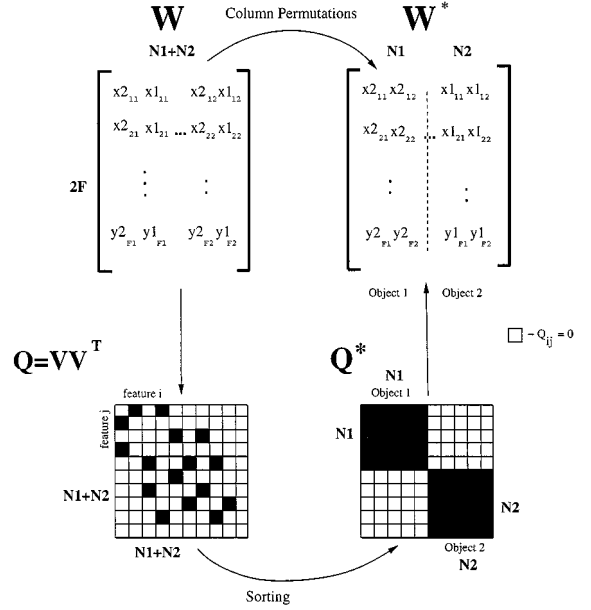 W Column Permutations W*
N1+N2 N1 N2
x2₁₁ x1₁₁ x2₁₂ x1₁₂ x2₁₁ x2₁₂ x1₁₁ x1₁₂
x2₂₁ x1₂₁ ... x2₂₂ x1₂₂ x2₂₁ x2₂₂ ... x1₂₁ x1₂₂
2F
y2_F1 y1_F1 y2_F2 y1_F2 y2_F1 y2_F2 y1_F1 y1_F2
Object 1 Object 2
Q=VV^T Q* ~ Q_ij = 0
N1
feature i Object 1
feature j
N1
N1+N2
N2
N1+N2 Object 2
N2
Sorting